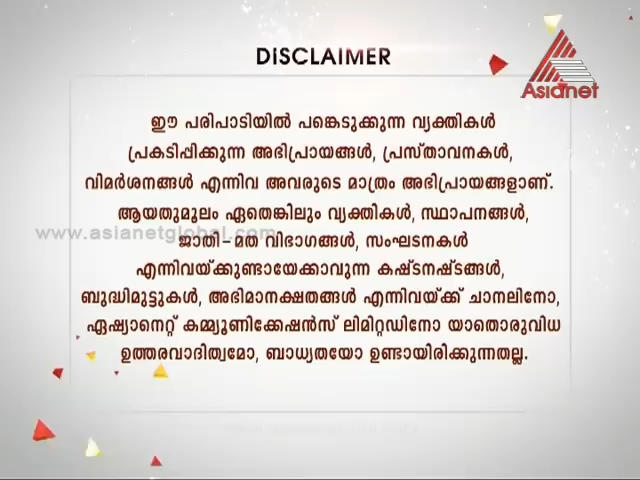 DISCLAIMER
Asianet
ഈ പരിപാടിയിൽ പങ്കെടുക്കുന്ന വ്യക്തികൾ
പ്രകടിപ്പിക്കുന്ന അഭിപ്രായങ്ങൾ, പ്രസ്താവനകൾ,
വിമർശനങ്ങൾ എന്നിവ അവരുടെ മാത്രം അഭിപ്രായങ്ങളാണ്.
ആയതുമൂലം ഏതെങ്കിലും വ്യക്തികൾ, സ്ഥാപനങ്ങൾ,
www.asianetglobal.com
ജാതി – മത വിഭാഗങ്ങൾ, സംഘടനകൾ
എന്നിവയ്ക്കുണ്ടായേക്കാവുന്ന കഷ്ടനഷ്ടങ്ങൾ,
ബുദ്ധിമുട്ടുകൾ, അഭിമാനക്ഷതങ്ങൾ എന്നിവയ്ക്ക് ചാനലിനോ,
ഏഷ്യാനെറ്റ് കമ്മ്യൂണിക്കേഷൻസ് ലിമിറ്റഡിനോ യാതൊരുവിധ
ഉത്തരവാദിത്വമോ, ബാധ്യതയോ ഉണ്ടായിരിക്കുന്നതല്ല.